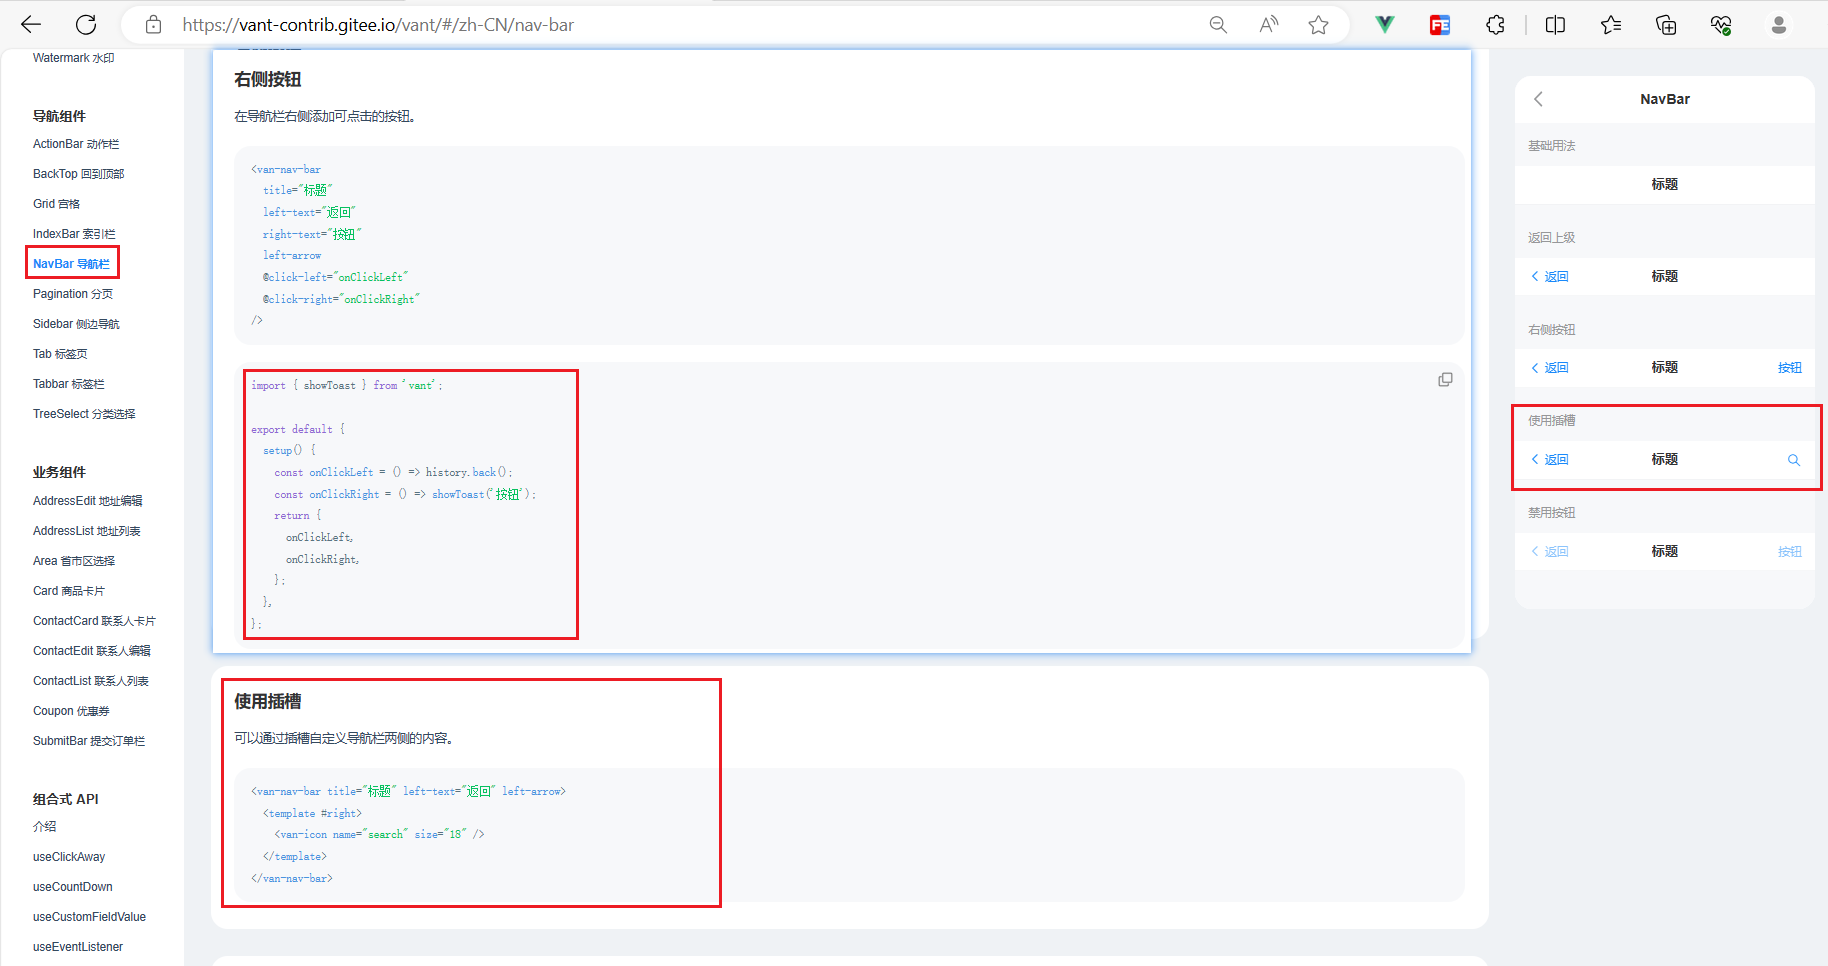 https://vant-contrib.gitee.io/vant/#/zh-CN/nav-bar
Watermark 水印
导航组件
ActionBar 动作栏
BackTop 回到顶部
Grid 宫格
IndexBar 索引栏
NavBar 导航栏
Pagination 分页
Sidebar 侧边导航
Tab 标签页
Tabbar 标签栏
TreeSelect 分类选择
业务组件
AddressEdit 地址编辑
AddressList 地址列表
Area 省市区选择
Card 商品卡片
ContactCard 联系人卡片
ContactEdit 联系人编辑
ContactList 联系人列表
Coupon 优惠券
SubmitBar 提交订单栏
组合式 API
介绍
useClickAway
useCountDown
useCustomFieldValue
useEventListener
右侧按钮
在导航栏右侧添加可点击的按钮。
<van-nav-bar
  title="标题"
  left-text="返回"
  right-text="按钮"
  left-arrow
  @click-left="onClickLeft"
  @click-right="onClickRight"
/>
import { showToast } from 'vant';
export default {
  setup() {
    const onClickLeft = () => history.back();
    const onClickRight = () => showToast('按钮');
    return {
      onClickLeft,
      onClickRight,
    };
  },
};
使用插槽
可以通过插槽自定义导航栏两侧的内容。
<van-nav-bar title="标题" left-text="返回" left-arrow>
  <template #right>
    <van-icon name="search" size="18" />
  </template>
</van-nav-bar>
NavBar
基础用法
标题
返回上级
返回 标题
右侧按钮
返回 标题 按钮
使用插槽
返回 标题
禁用按钮
返回 标题 按钮
FE